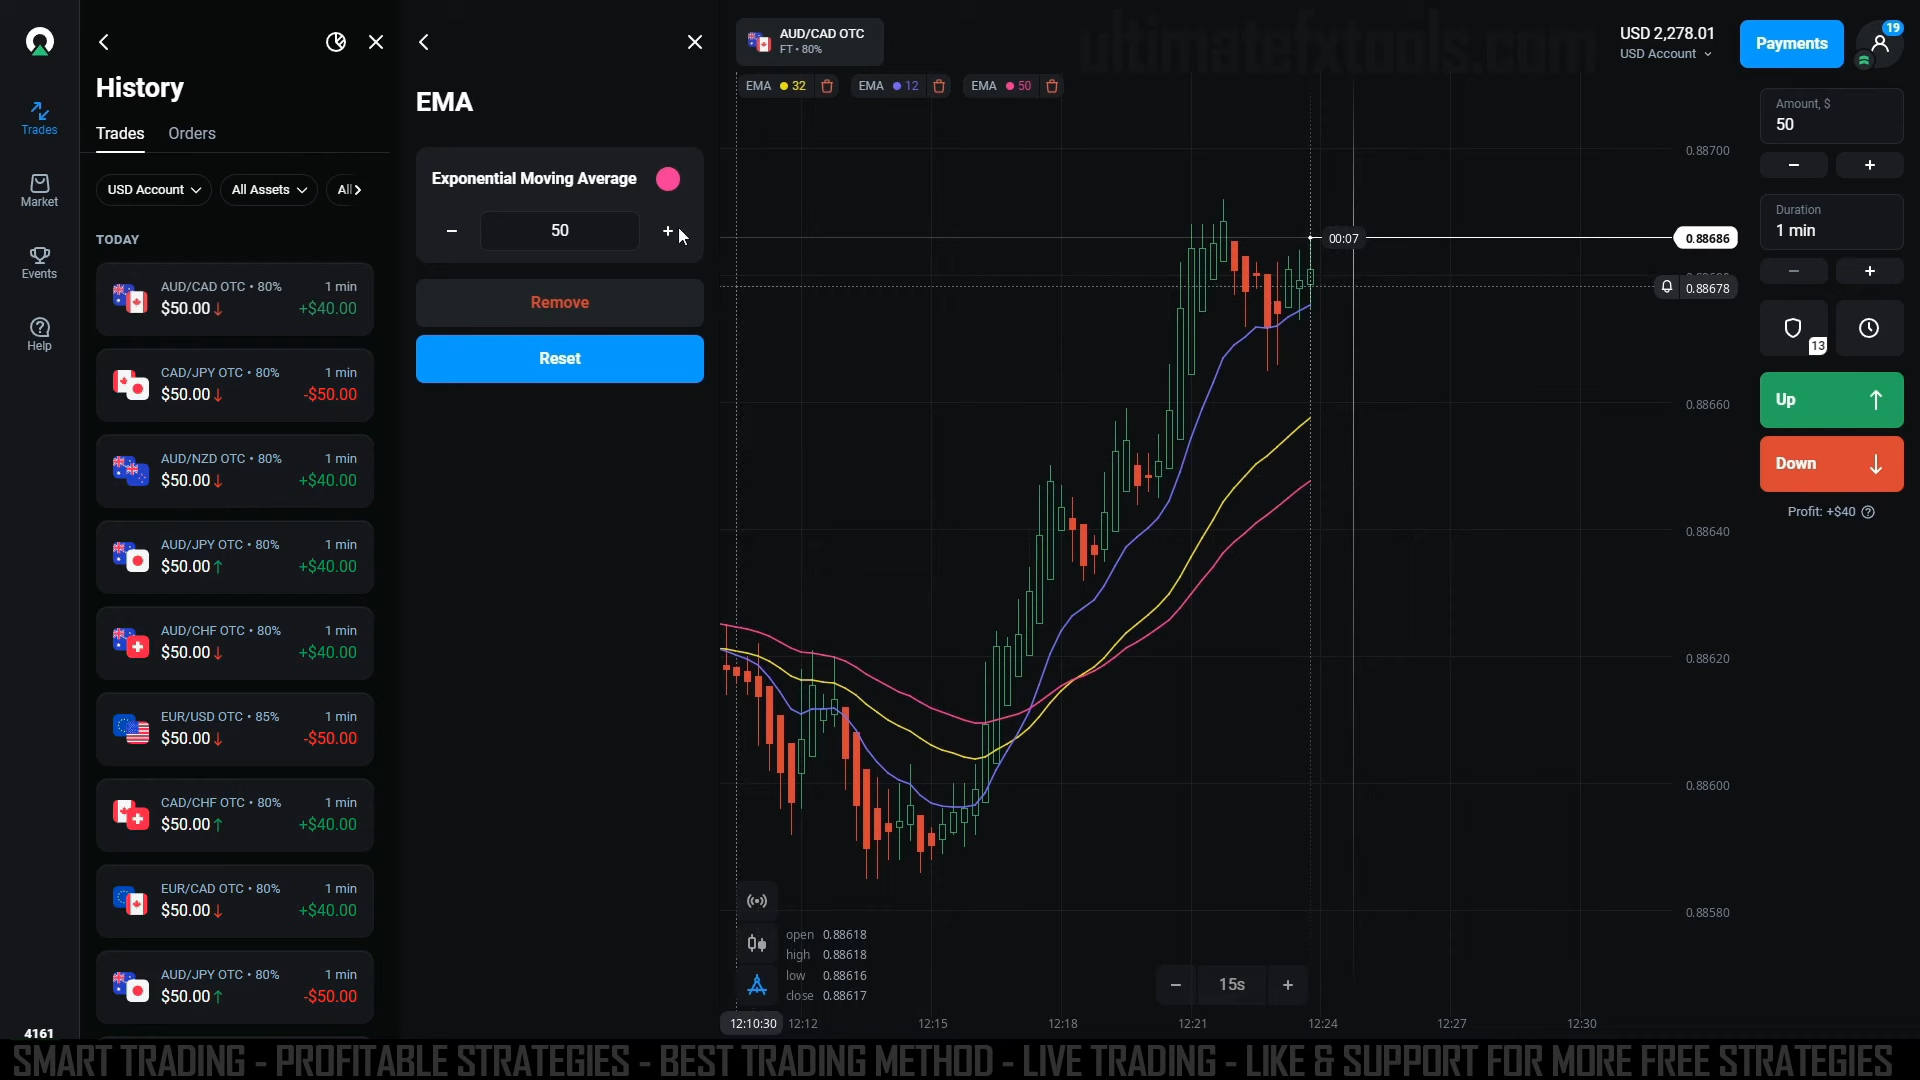 ultimatefxtools.com
Trades
Market
Events
Help
4161
History
Trades
Orders
USD Account
All Assets
All
TODAY
AUD/CAD OTC • 80% 1 min
$50.00↓ +$40.00
CAD/JPY OTC • 80% 1 min
$50.00↓ -$50.00
AUD/NZD OTC • 80% 1 min
$50.00↓ +$40.00
AUD/JPY OTC • 80% 1 min
$50.00↑ +$40.00
AUD/CHF OTC • 80% 1 min
$50.00↓ +$40.00
EUR/USD OTC • 85% 1 min
$50.00↓ -$50.00
CAD/CHF OTC • 80% 1 min
$50.00↑ +$40.00
EUR/CAD OTC • 80% 1 min
$50.00↓ +$40.00
AUD/JPY OTC • 80% 1 min
$50.00↑ -$50.00
EMA
Exponential Moving Average
− 50 +
Remove
Reset
AUD/CAD OTC
FT • 80%
EMA 32 EMA 12 EMA 50
0.88700
00:07
0.88686
0.88678
0.88660
0.88640
0.88620
0.88600
0.88580
open 0.88618
high 0.88618
low 0.88616
close 0.88617
− 15s +
12:10:30 12:12 12:15 12:18 12:21 12:24 12:27 12:30
USD 2,278.01
USD Account
Payments
19
Amount, $
50
− +
Duration
1 min
− +
13
Up ↑
Down ↓
Profit: +$40
SMART TRADING - PROFITABLE STRATEGIES - BEST TRADING METHOD - LIVE TRADING - LIKE & SUPPORT FOR MORE FREE STRATEGIES